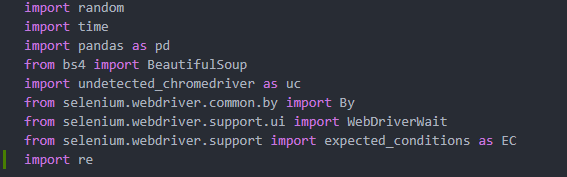 import random
import time
import pandas as pd
from bs4 import BeautifulSoup
import undetected_chromedriver as uc
from selenium.webdriver.common.by import By
from selenium.webdriver.support.ui import WebDriverWait
from selenium.webdriver.support import expected_conditions as EC
import re